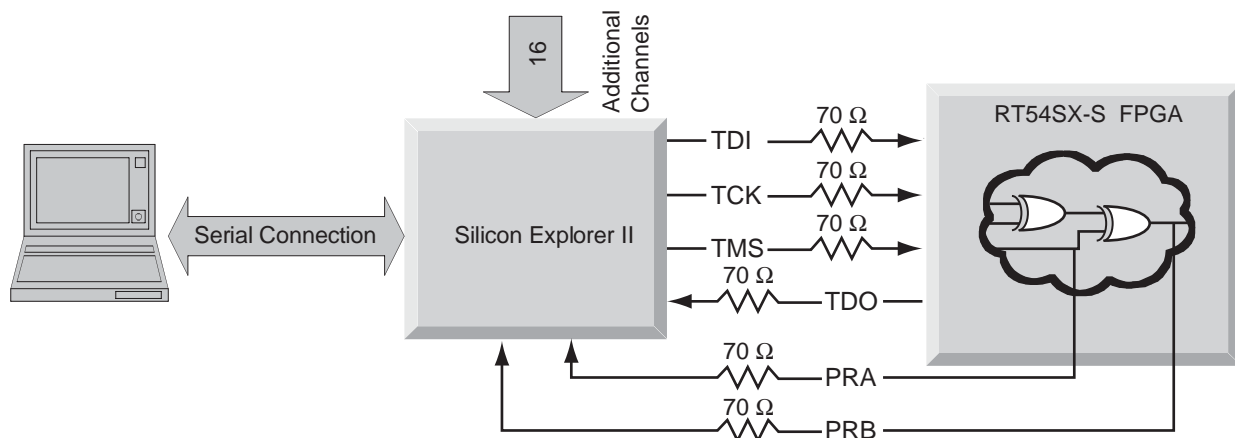 16
Additional
Channels
Serial Connection
Silicon Explorer II
TDI
70 Ω
TCK
70 Ω
TMS
70 Ω
70 Ω
TDO
70 Ω
PRA
70 Ω
PRB
RT54SX-S FPGA